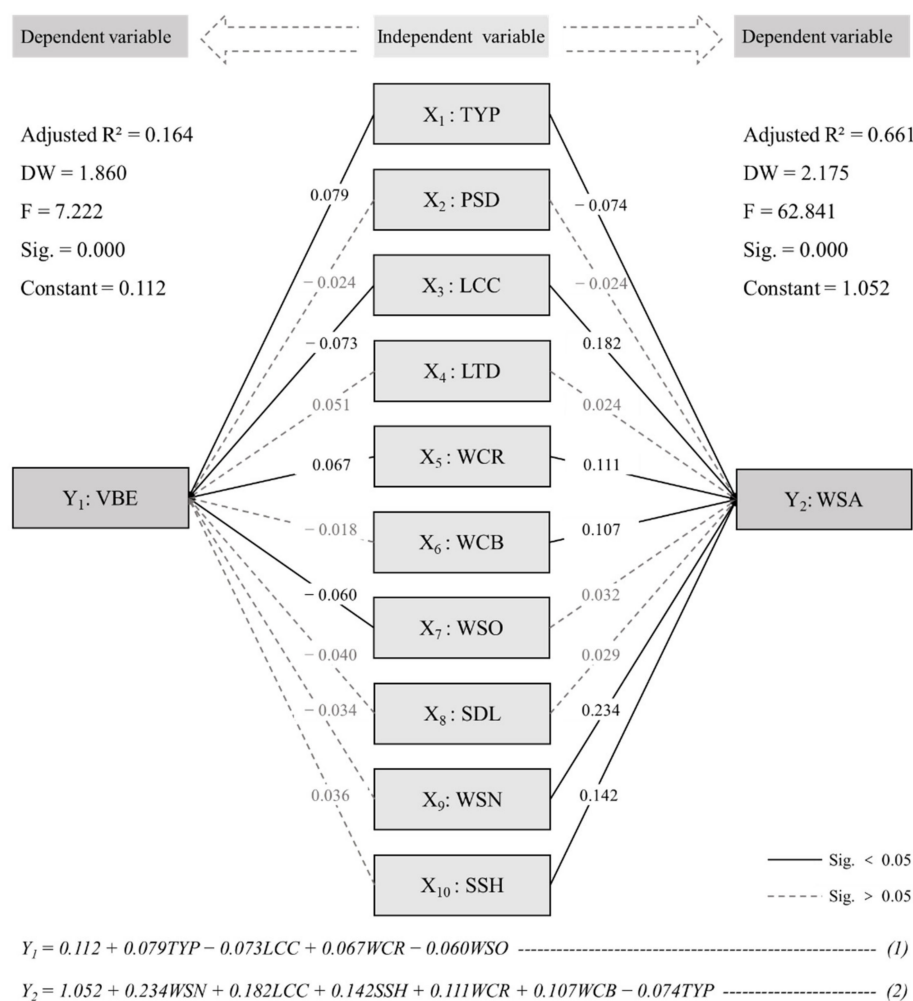 Dependent variable
Independent variable
Dependent variable
Adjusted R² = 0.164
DW = 1.860
F = 7.222
Sig. = 0.000
Constant = 0.112
Adjusted R² = 0.661
DW = 2.175
F = 62.841
Sig. = 0.000
Constant = 1.052
X₁ : TYP
X₂ : PSD
X₃ : LCC
X₄ : LTD
X₅ : WCR
X₆ : WCB
X₇ : WSO
X₈ : SDL
X₉: WSN
X₁₀ : SSH
0.079
− 0.024
− 0.073
0.051
0.067
− 0.018
− 0.060
− 0.040
− 0.034
0.036
− 0.074
− 0.024
0.182
0.024
0.111
0.107
0.032
0.029
0.234
0.142
Y₁: VBE
Y₂: WSA
Sig. < 0.05
Sig. > 0.05
Y₁ = 0.112 + 0.079TYP − 0.073LCC + 0.067WCR − 0.060WSO (1)
Y₂ = 1.052 + 0.234WSN + 0.182LCC + 0.142SSH + 0.111WCR + 0.107WCB − 0.074TYP (2)